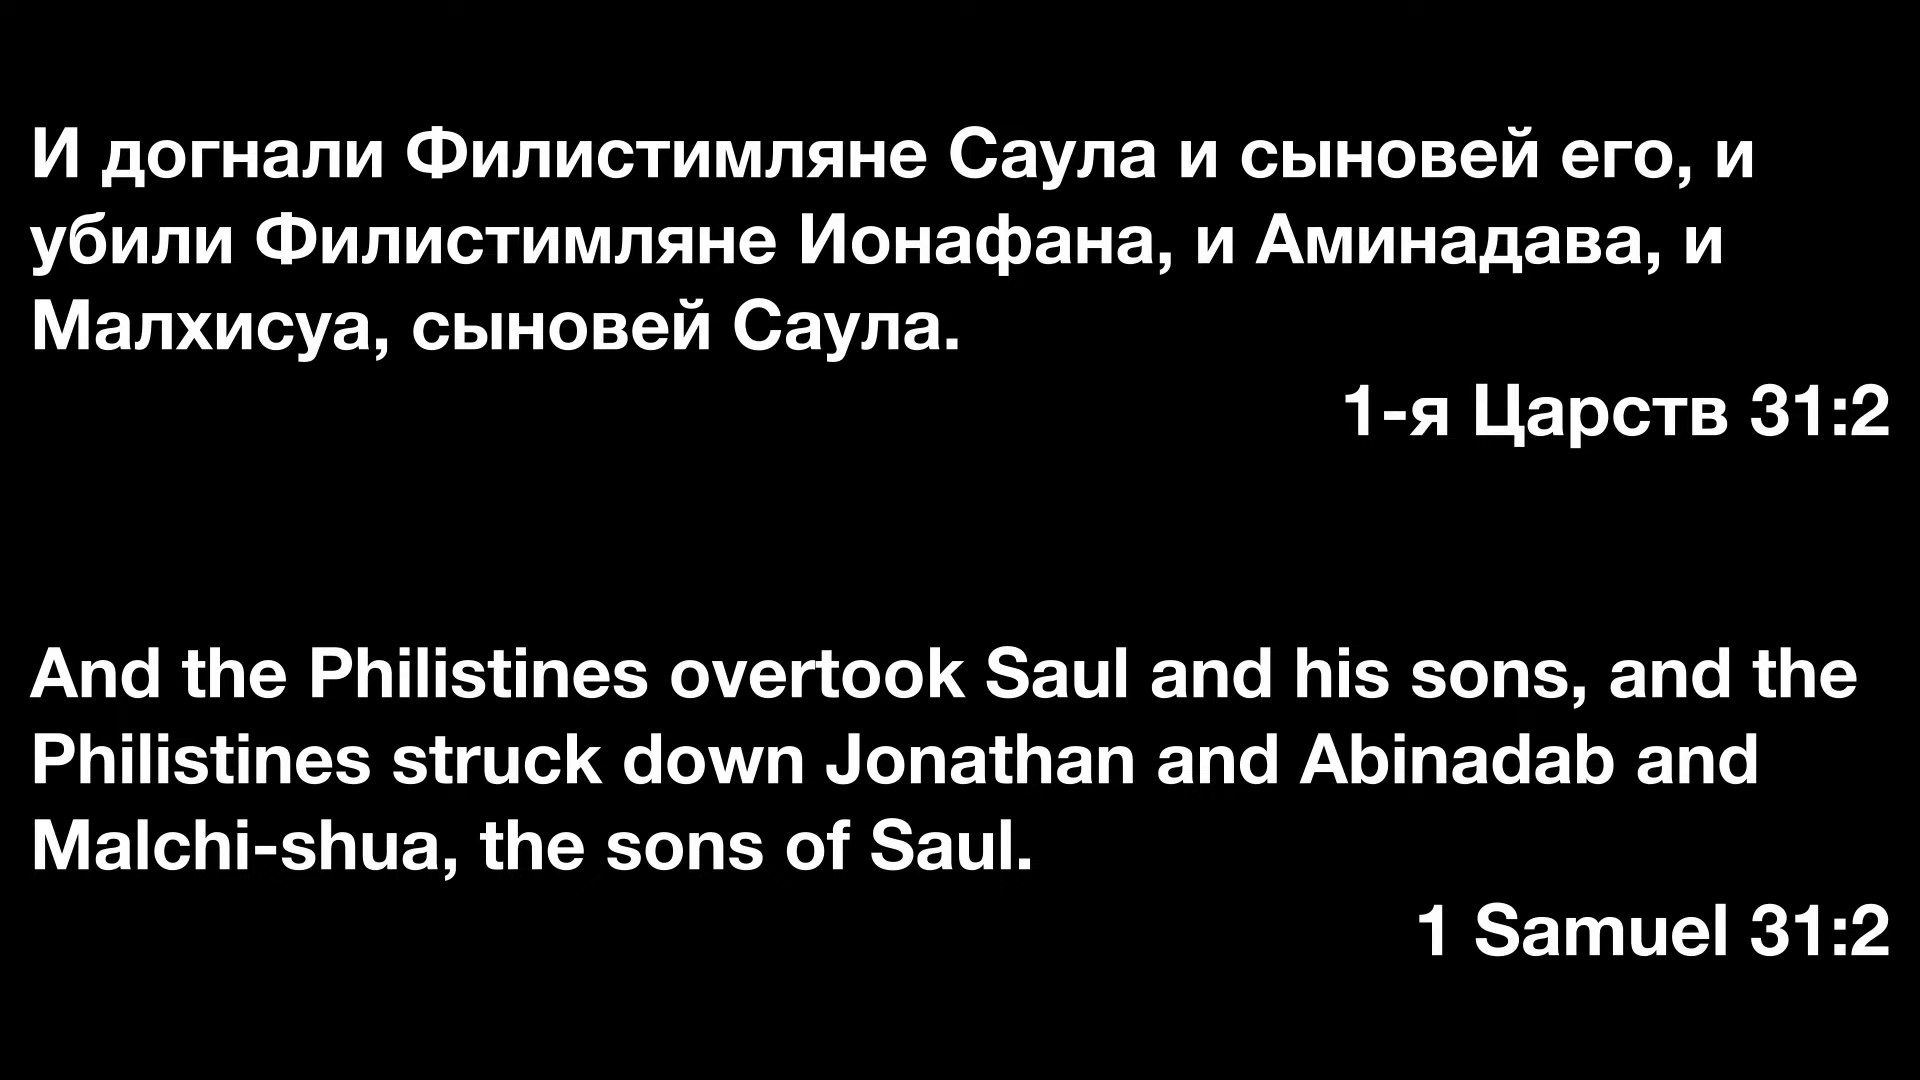 И догнали Филистимляне Саула и сыновей его, и
убили Филистимляне Ионафана, и Аминадава, и
Малхисуа, сыновей Саула.
1-я Царств 31:2
And the Philistines overtook Saul and his sons, and the
Philistines struck down Jonathan and Abinadab and
Malchi-shua, the sons of Saul.
1 Samuel 31:2